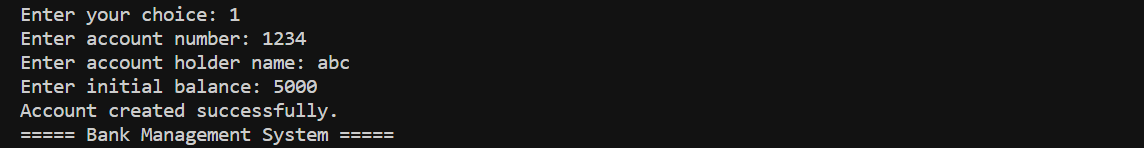 Enter your choice: 1
Enter account number: 1234
Enter account holder name: abc
Enter initial balance: 5000
Account created successfully.
===== Bank Management System =====